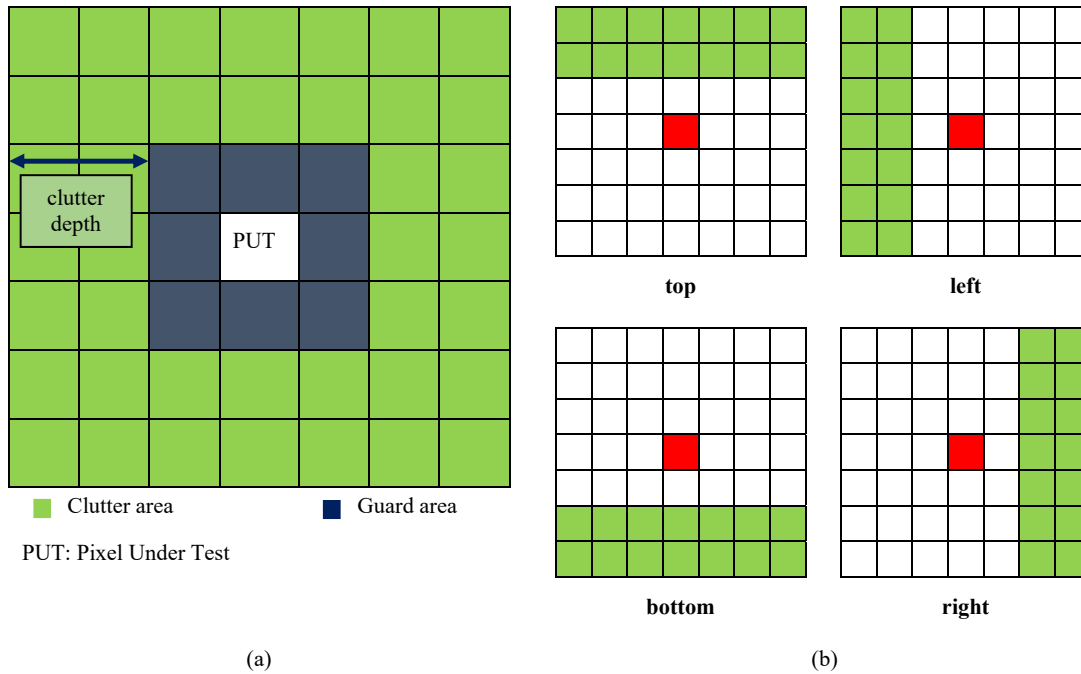 clutter
depth
PUT
Clutter area
Guard area
PUT: Pixel Under Test
(a)
top
left
bottom
right
(b)